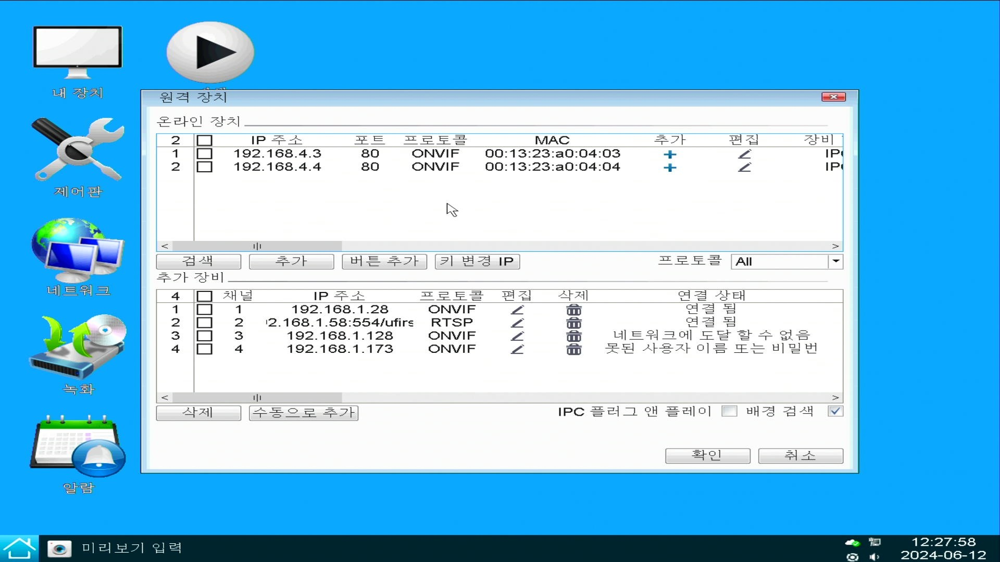 내 장치
제어판
네트워크
녹화
알람
원격 장치
온라인 장치
2 IP 주소 포트 프로토콜 MAC 추가 편집 장비
1 192.168.4.3 80 ONVIF 00:13:23:a0:04:03
2 192.168.4.4 80 ONVIF 00:13:23:a0:04:04
검색 추가 버튼 추가 키 변경 IP 프로토콜 All
추가 장비
4 채널 IP 주소 프로토콜 편집 삭제 연결 상태
1 1 192.168.1.28 ONVIF 연결 됨
2 2 2.168.1.58:554/ufirs RTSP 연결 됨
3 3 192.168.1.128 ONVIF 네트워크에 도달 할 수 없음
4 4 192.168.1.173 ONVIF 못된 사용자 이름 또는 비밀번
삭제 수동으로 추가 IPC 플러그 앤 플레이 배경 검색
확인 취소
미리보기 입력
12:27:58
2024-06-12